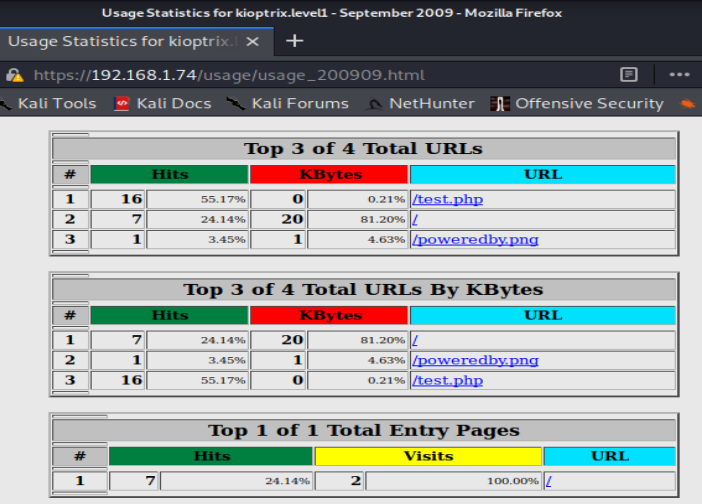 Usage Statistics for kioptrix.level1 - September 2009 - Mozilla Firefox
Usage Statistics for kioptrix. × +
https://192.168.1.74/usage/usage_200909.html
Kali Tools Kali Docs Kali Forums NetHunter Offensive Security
Top 3 of 4 Total URLs
# Hits KBytes URL
1 16 55.17% 0 0.21% /test.php
2 7 24.14% 20 81.20% /
3 1 3.45% 1 4.63% /poweredby.png
Top 3 of 4 Total URLs By KBytes
# Hits KBytes URL
1 7 24.14% 20 81.20% /
2 1 3.45% 1 4.63% /poweredby.png
3 16 55.17% 0 0.21% /test.php
Top 1 of 1 Total Entry Pages
# Hits Visits URL
1 7 24.14% 2 100.00% /